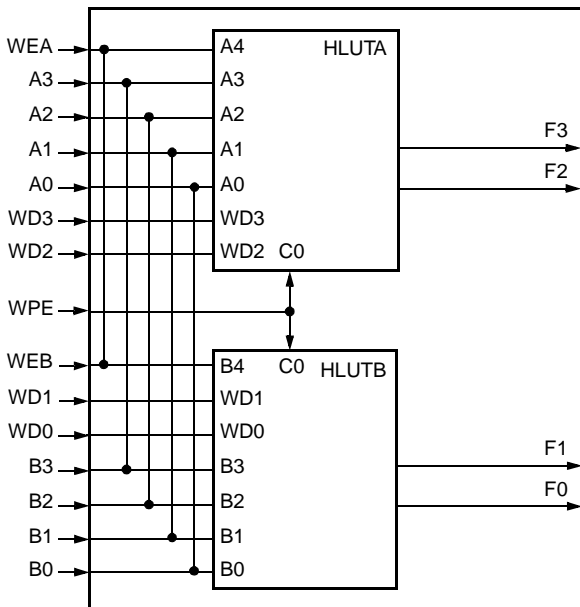 WEA
A3
A2
A1
A0
WD3
WD2
WPE
WEB
WD1
WD0
B3
B2
B1
B0
A4
A3
A2
A1
A0
WD3
WD2
C0
HLUTA
F3
F2
C0
HLUTB
B4
WD1
WD0
B3
B2
B1
B0
F1
F0